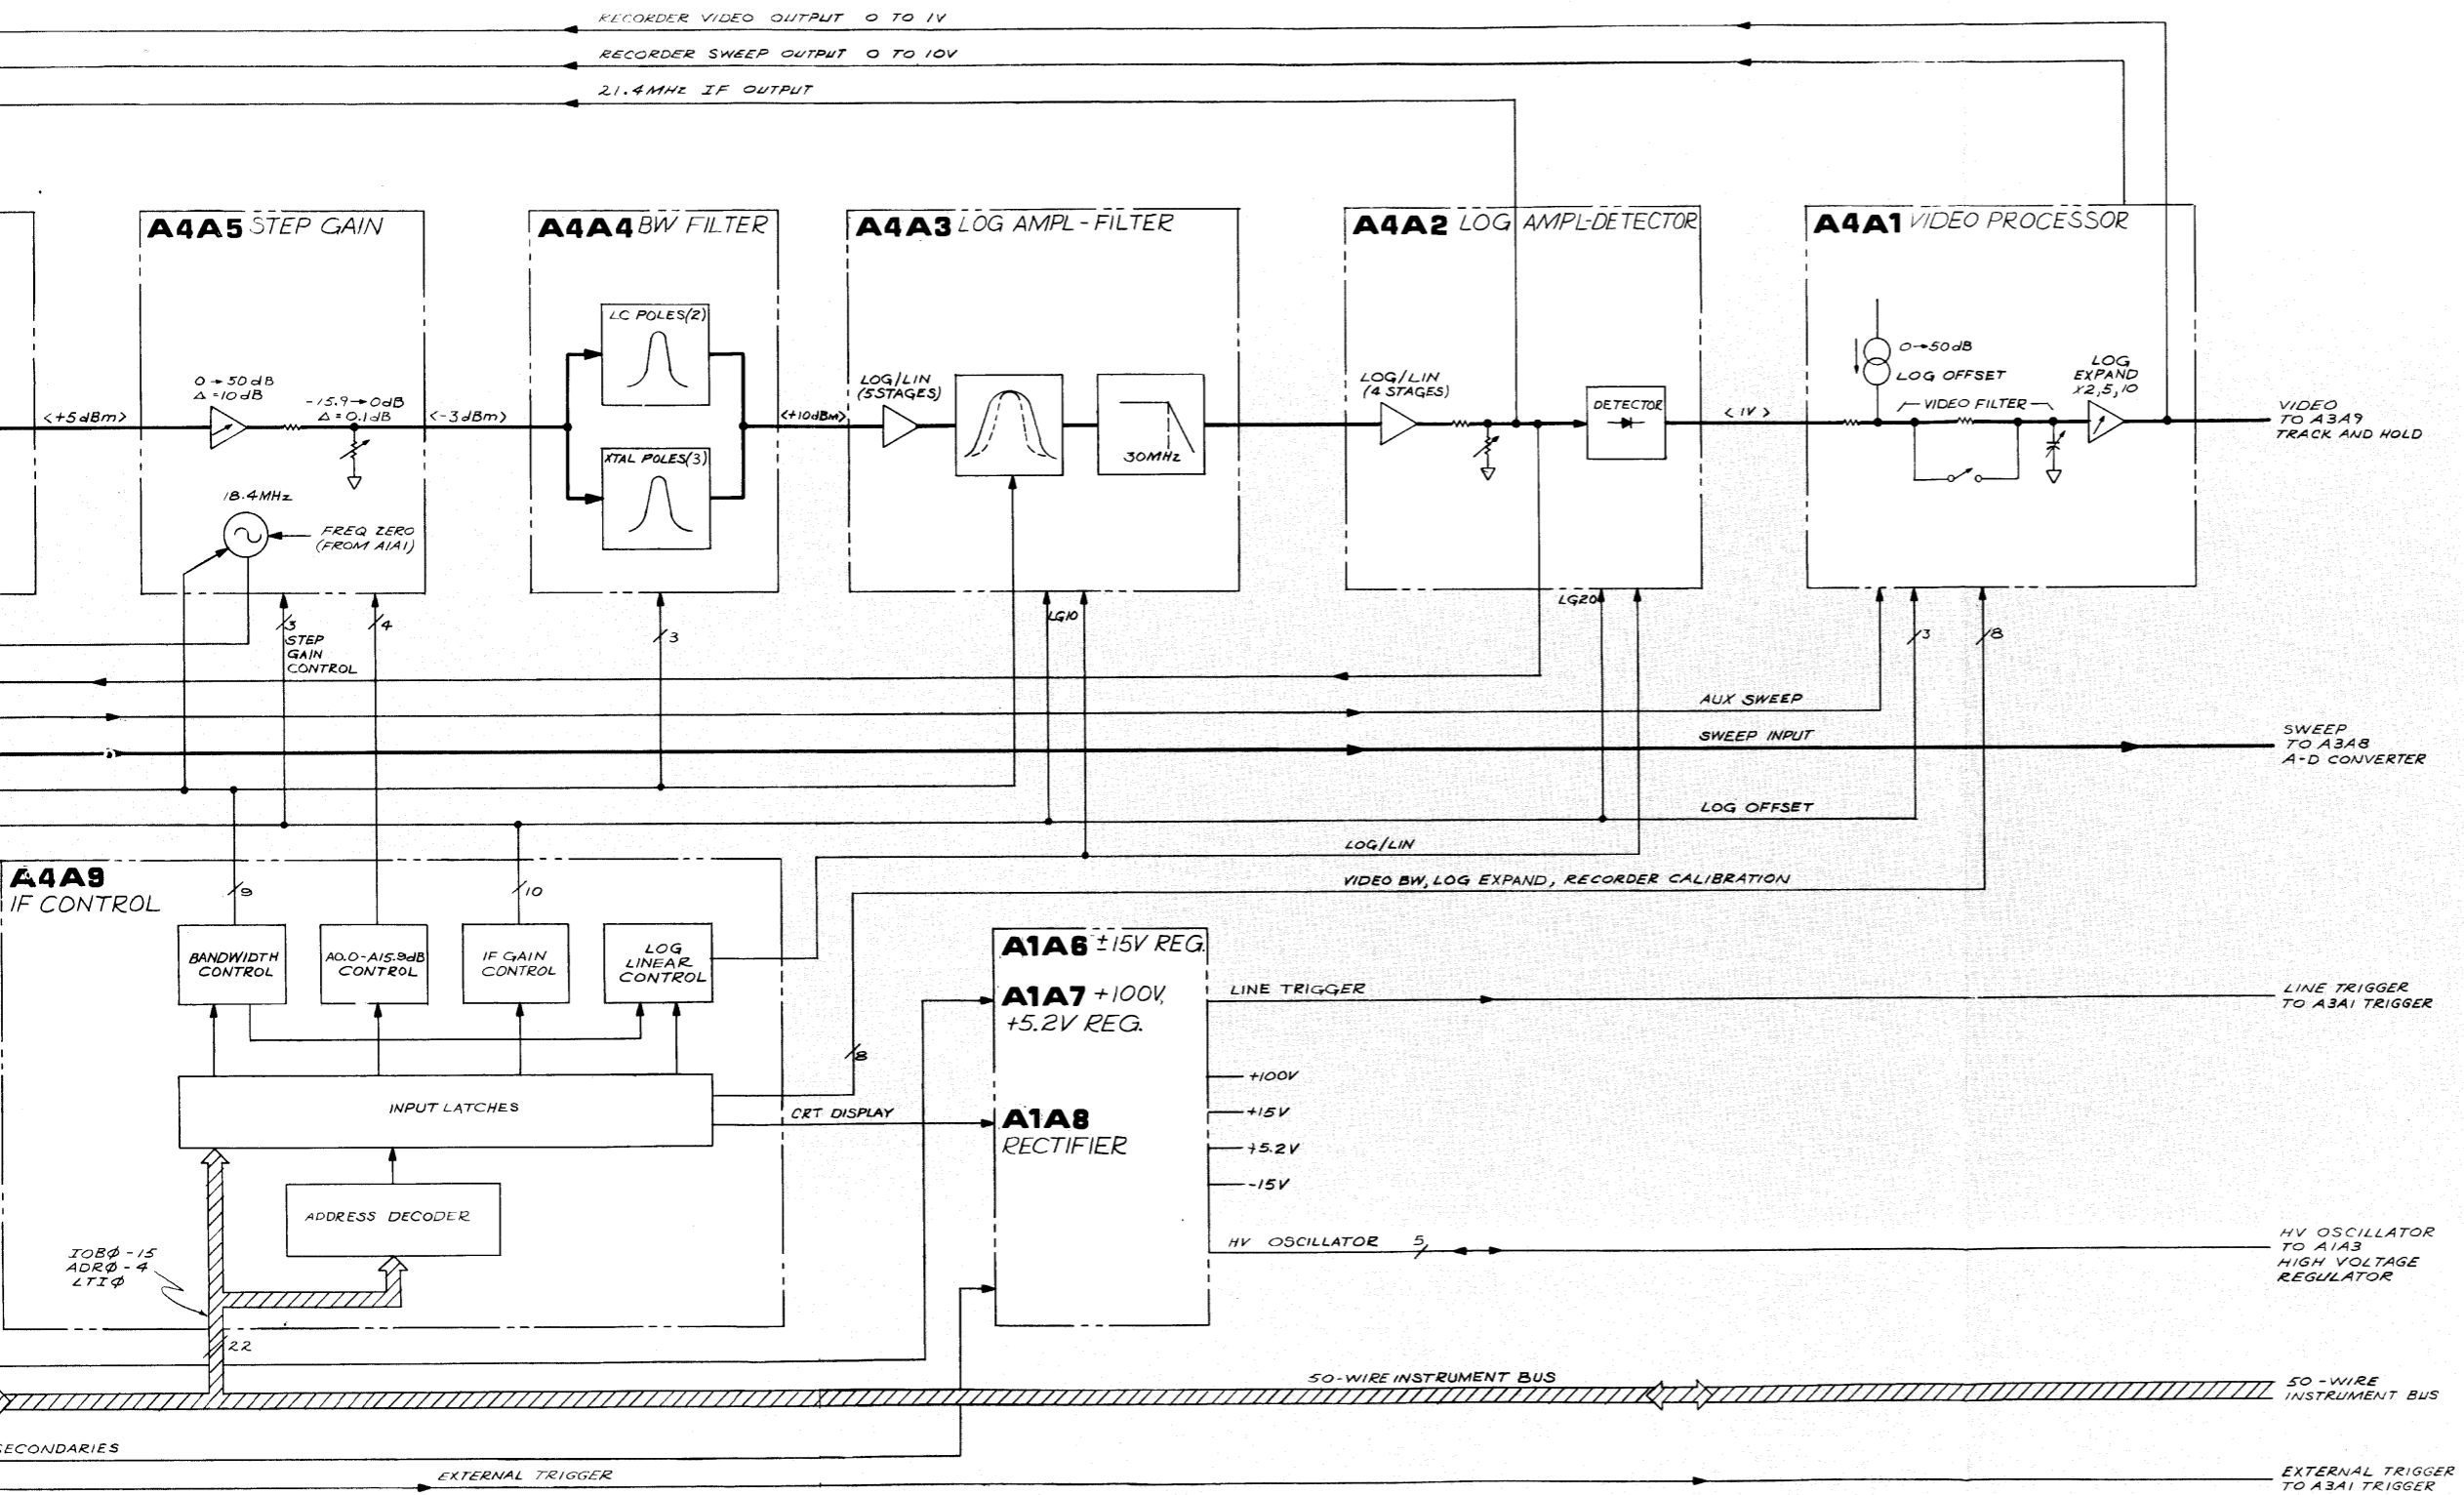 RECORDER VIDEO OUTPUT 0 TO 1V
RECORDER SWEEP OUTPUT 0 TO 10V
21.4MHz IF OUTPUT
A4A5 STEP GAIN
A4A4 BW FILTER
A4A3 LOG AMPL-FILTER
A4A2 LOG AMPL-DETECTOR
A4A1 VIDEO PROCESSOR
<+5dBm>
0→50dB
Δ=10dB
-15.9→0dB
Δ=0.1dB
<-3dBm>
18.4MHz
FREQ ZERO
(FROM A1A1)
LC POLES(2)
XTAL POLES(3)
<+10dBm>
LOG/LIN
(5STAGES)
30MHz
LOG/LIN
(4 STAGES)
DETECTOR
<1V>
0→50dB
LOG OFFSET
VIDEO FILTER
LOG
EXPAND
X2,5,10
VIDEO
TO A3A9
TRACK AND HOLD
3
STEP
GAIN
CONTROL
4
3
LG10
LG20
3
8
AUX SWEEP
SWEEP INPUT
SWEEP
TO A3A8
A-D CONVERTER
LOG OFFSET
LOG/LIN
VIDEO BW, LOG EXPAND, RECORDER CALIBRATION
A4A9
IF CONTROL
9
10
BANDWIDTH
CONTROL
A0.0-A15.9dB
CONTROL
IF GAIN
CONTROL
LOG
LINEAR
CONTROL
8
INPUT LATCHES
CRT DISPLAY
ADDRESS DECODER
IOBØ-15
ADRØ-4
LTIØ
22
A1A6 ±15V REG.
A1A7 +100V,
+5.2V REG.
A1A8
RECTIFIER
LINE TRIGGER
+100V
+15V
+5.2V
-15V
HV OSCILLATOR 5
LINE TRIGGER
TO A3A1 TRIGGER
HV OSCILLATOR
TO A1A3
HIGH VOLTAGE
REGULATOR
50-WIRE INSTRUMENT BUS
50-WIRE
INSTRUMENT BUS
SECONDARIES
EXTERNAL TRIGGER
EXTERNAL TRIGGER
TO A3A1 TRIGGER